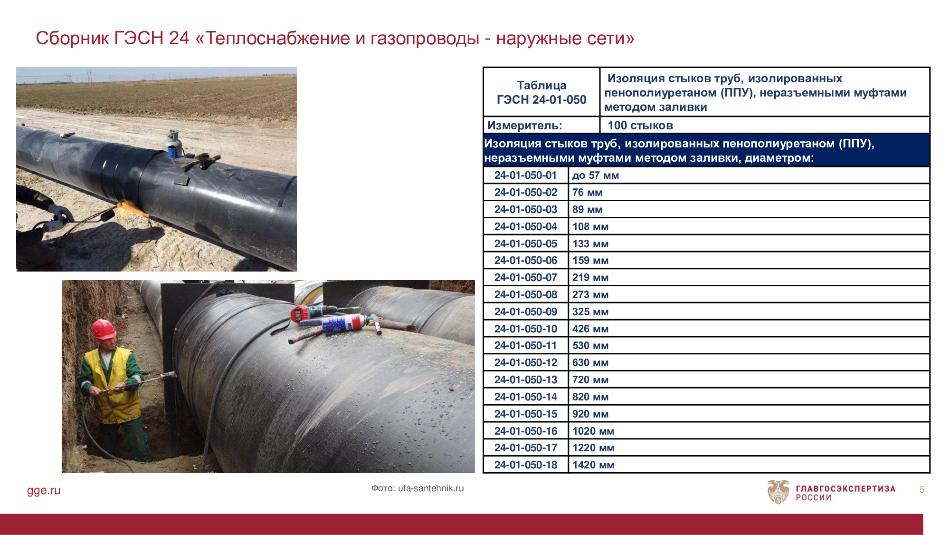 Сборник ГЭСН 24 «Теплоснабжение и газопроводы - наружные сети»
Таблица
ГЭСН 24-01-050
Изоляция стыков труб, изолированных
пенополиуретаном (ППУ), неразъемными муфтами
методом заливки
Измеритель:
100 стыков
Изоляция стыков труб, изолированных пенополиуретаном (ППУ),
неразъемными муфтами методом заливки, диаметром:
24-01-050-01 до 57 мм
24-01-050-02 76 мм
24-01-050-03 89 мм
24-01-050-04 108 мм
24-01-050-05 133 мм
24-01-050-06 159 мм
24-01-050-07 219 мм
24-01-050-08 273 мм
24-01-050-09 325 мм
24-01-050-10 426 мм
24-01-050-11 530 мм
24-01-050-12 630 мм
24-01-050-13 720 мм
24-01-050-14 820 мм
24-01-050-15 920 мм
24-01-050-16 1020 мм
24-01-050-17 1220 мм
24-01-050-18 1420 мм
gge.ru
Фото: ufa-santehnik.ru
ГЛАВГОСЭКСПЕРТИЗА
РОССИИ
5